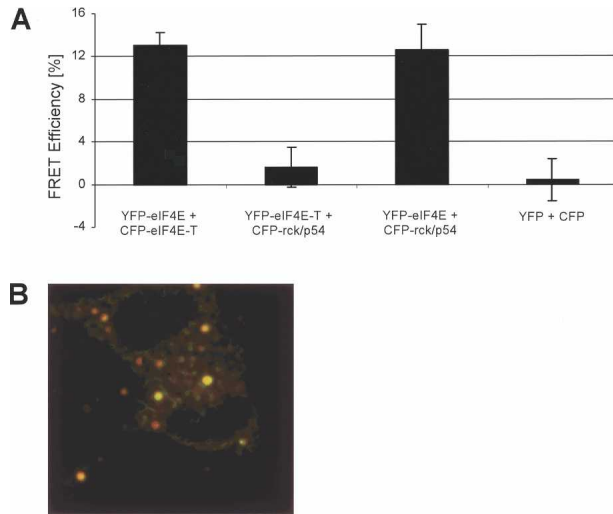 A
FRET Efficiency [%]
16
12
8
4
0
-4
YFP-eIF4E +
CFP-eIF4E-T
YFP-eIF4E-T +
CFP-rck/p54
YFP-eIF4E +
CFP-rck/p54
YFP + CFP
B